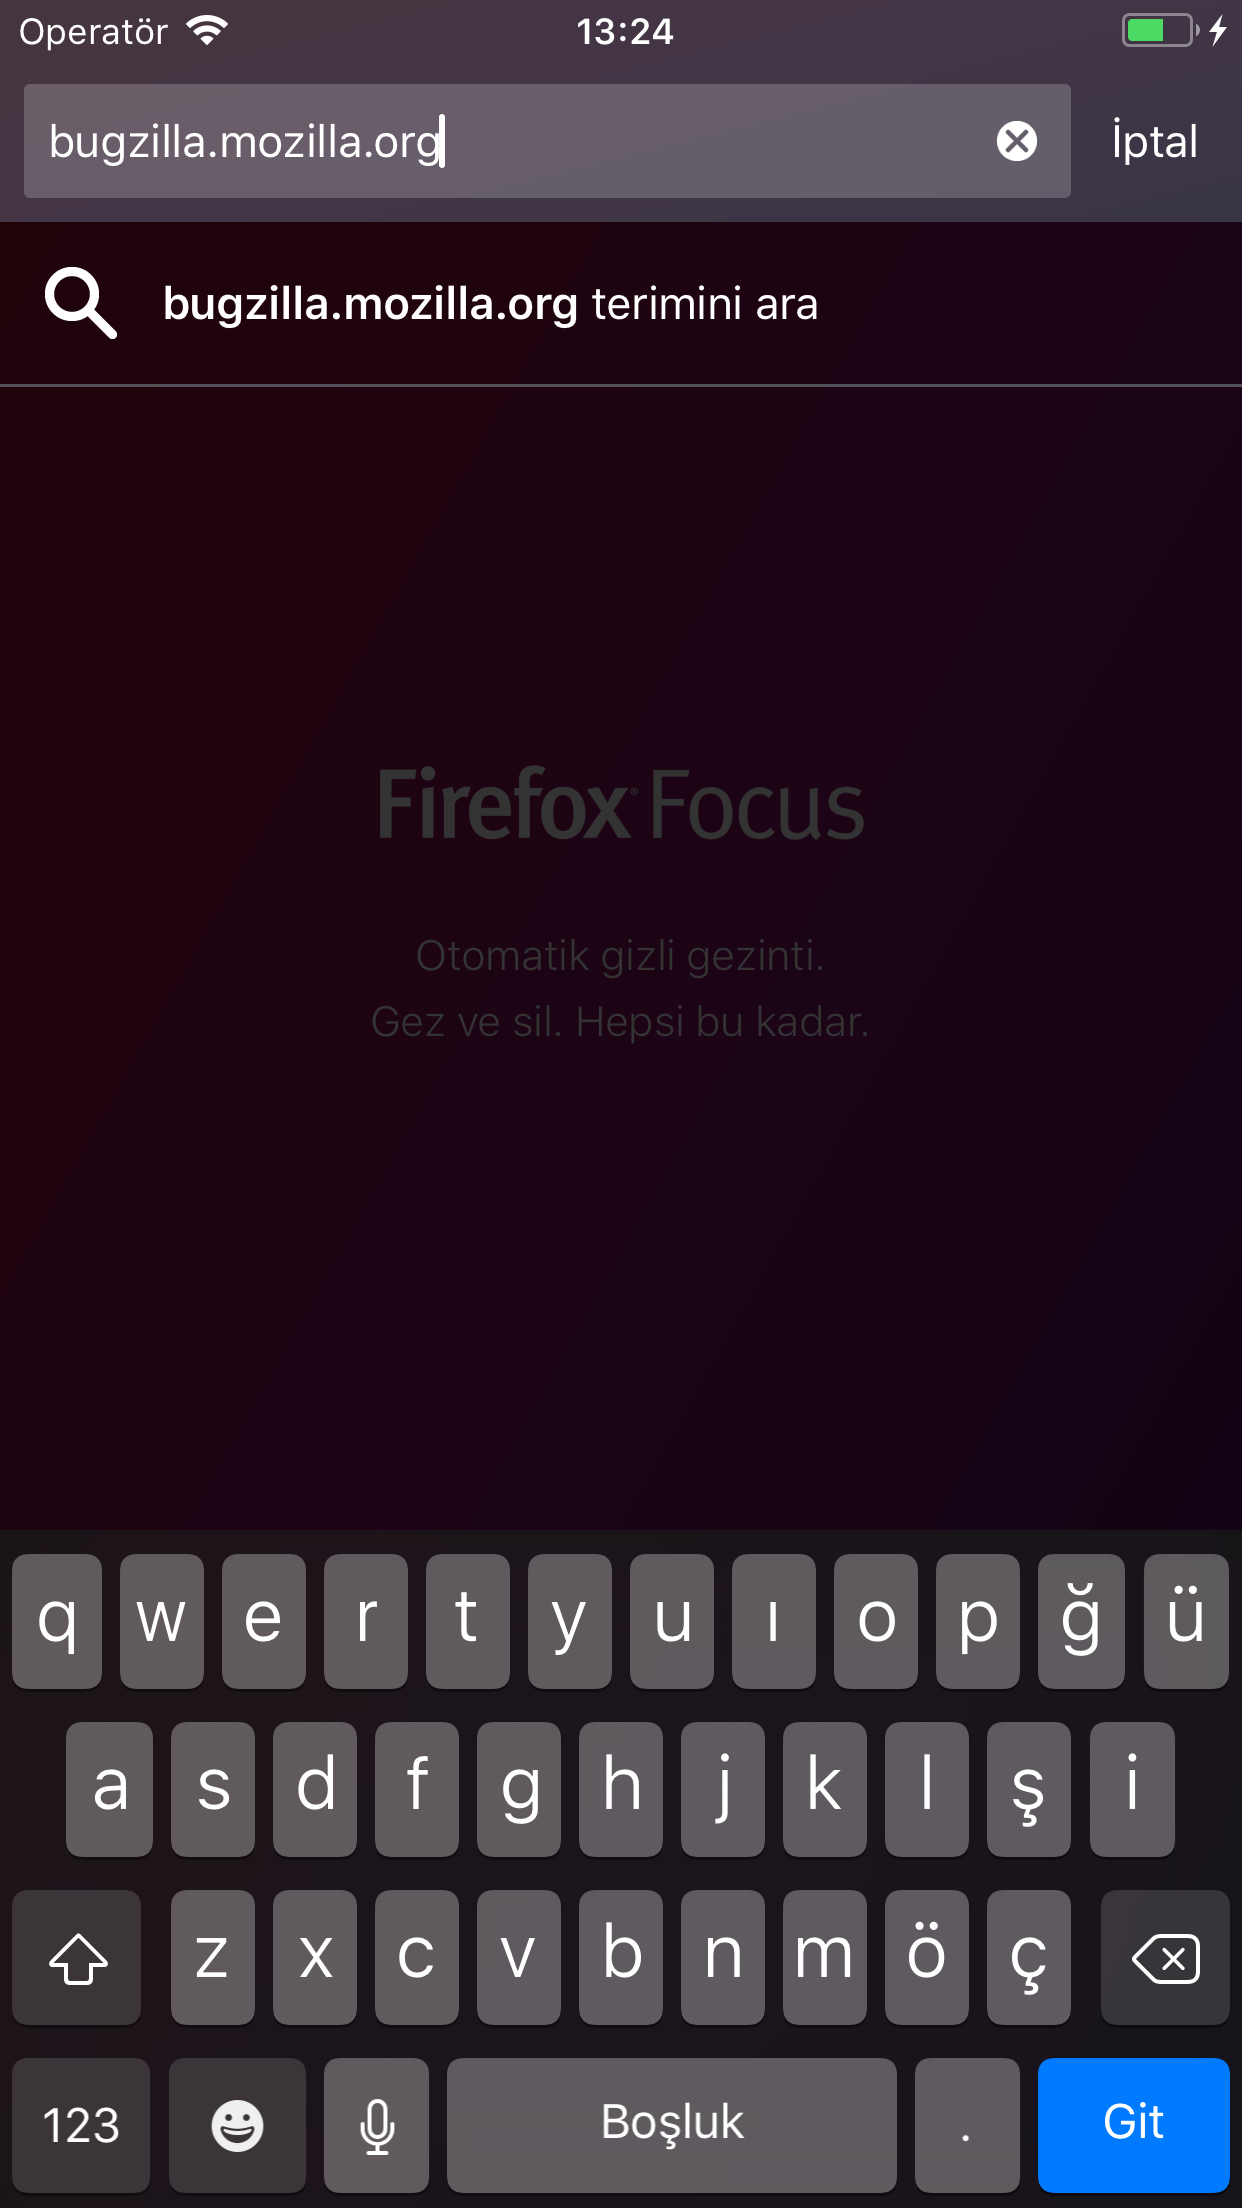 Operatör 13:24
bugzilla.mozilla.org İptal
bugzilla.mozilla.org terimini ara
Firefox® Focus
Otomatik gizli gezinti.
Gez ve sil. Hepsi bu kadar.
q w e r t y u ı o p ğ ü
a s d f g h j k l ş i
z x c v b n m ö ç
123 Boşluk . Git